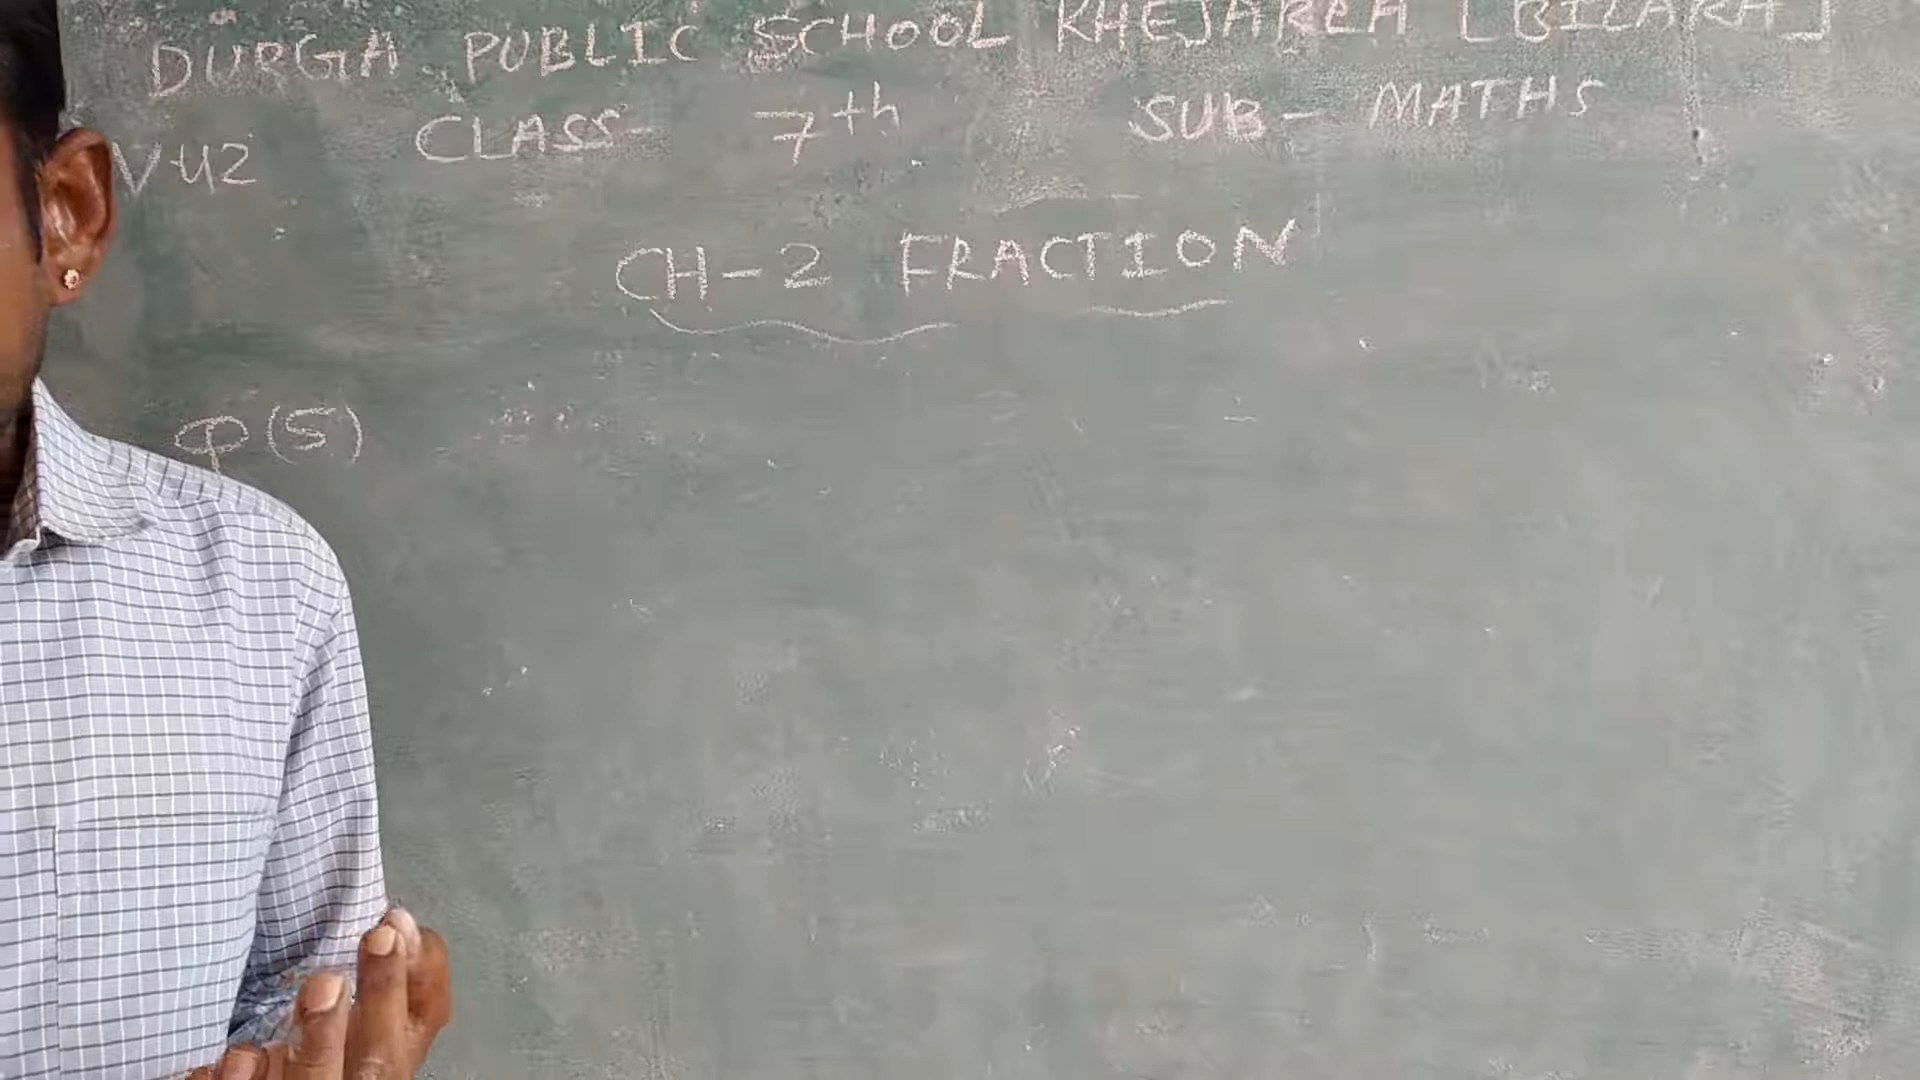 DURGA PUBLIC SCHOOL KHEJARLA [BILARA]
CLASS- 7th SUB- MATHS
CH-2 FRACTION
Q(5)